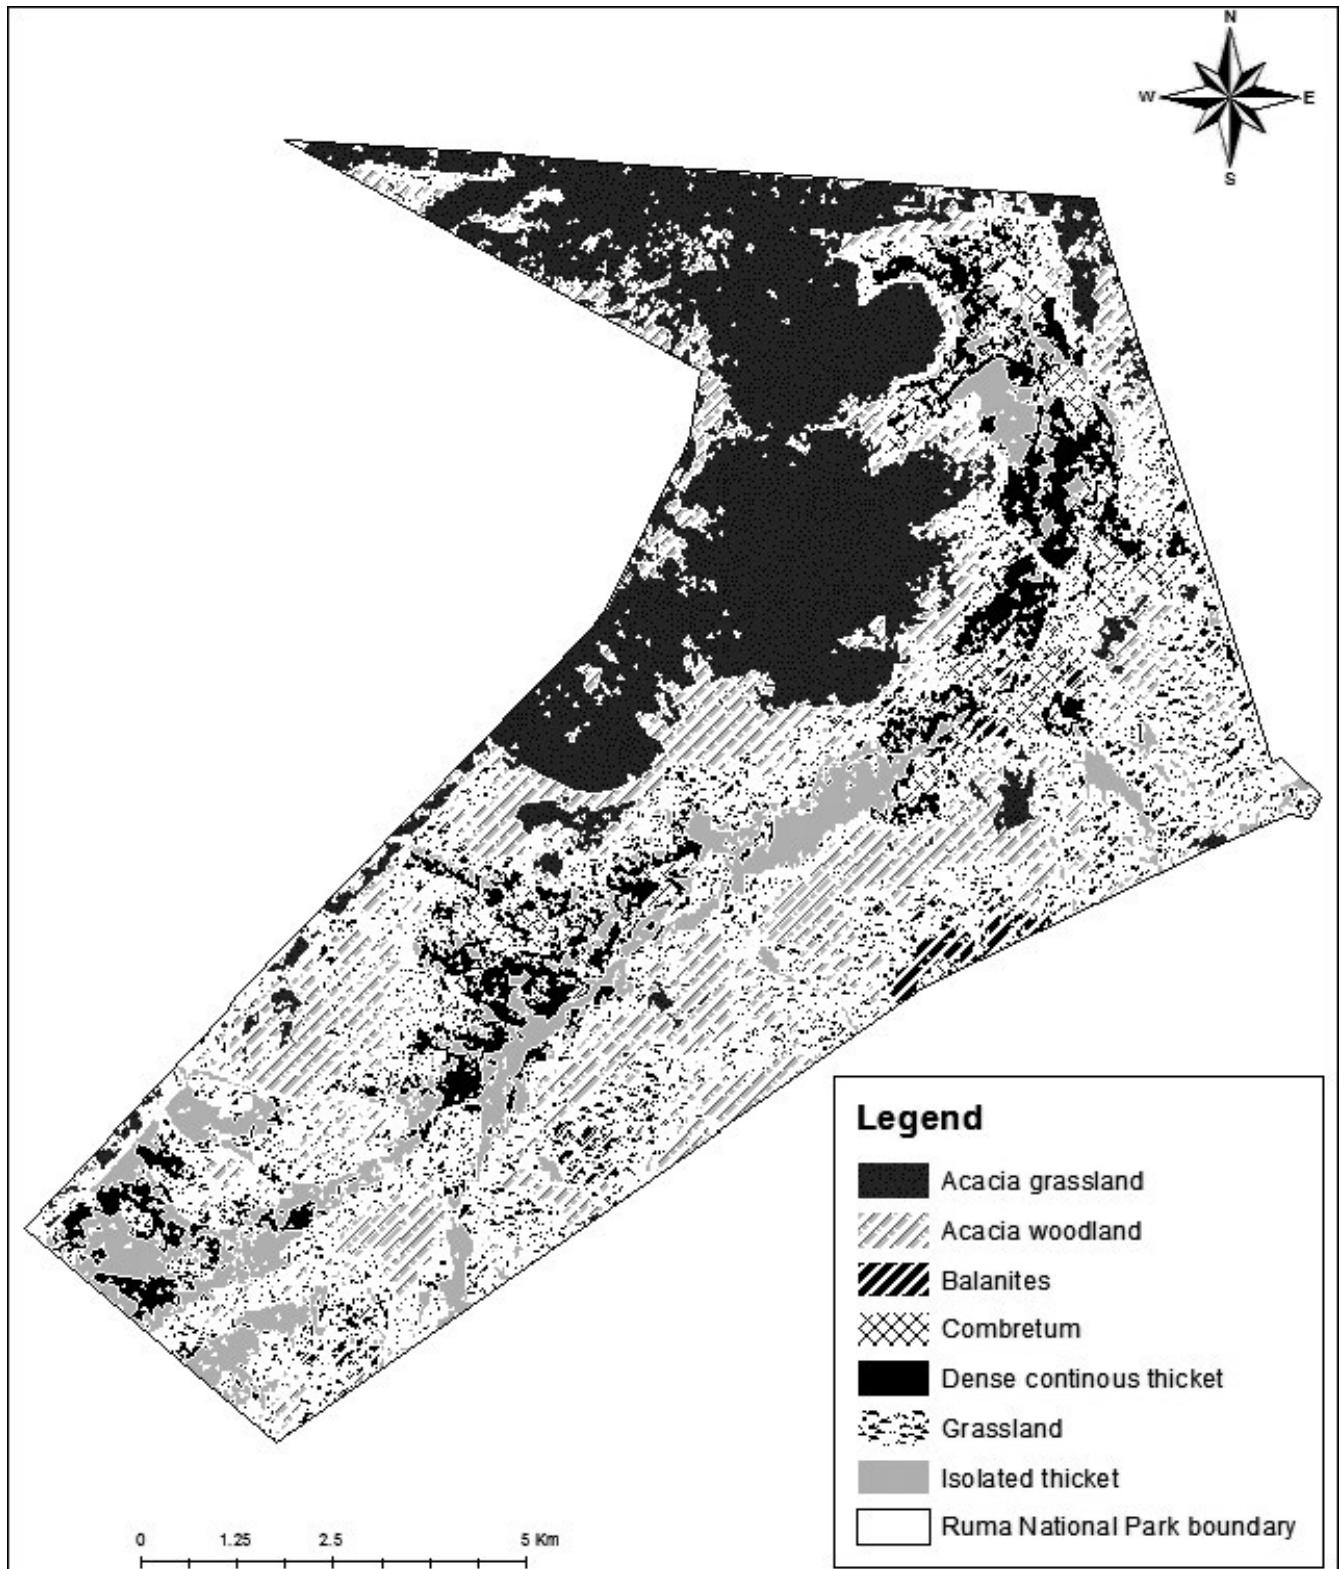 N
W E
S
Legend
Acacia grassland
Acacia woodland
Balanites
Combretum
Dense continous thicket
Grassland
Isolated thicket
Ruma National Park boundary
0 1.25 2.5 5 Km